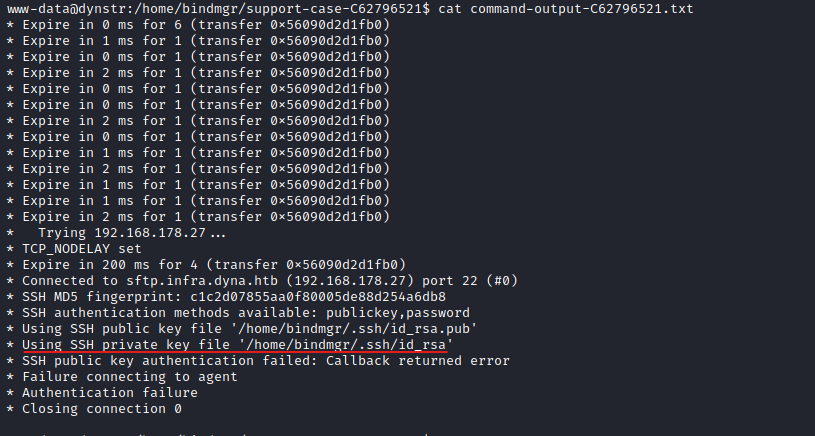 www-data@dynstr:/home/bindmgr/support-case-C62796521$ cat command-output-C62796521.txt
* Expire in 0 ms for 6 (transfer 0×56090d2d1fb0)
* Expire in 1 ms for 1 (transfer 0×56090d2d1fb0)
* Expire in 0 ms for 1 (transfer 0×56090d2d1fb0)
* Expire in 2 ms for 1 (transfer 0×56090d2d1fb0)
* Expire in 0 ms for 1 (transfer 0×56090d2d1fb0)
* Expire in 0 ms for 1 (transfer 0×56090d2d1fb0)
* Expire in 2 ms for 1 (transfer 0×56090d2d1fb0)
* Expire in 0 ms for 1 (transfer 0×56090d2d1fb0)
* Expire in 1 ms for 1 (transfer 0×56090d2d1fb0)
* Expire in 2 ms for 1 (transfer 0×56090d2d1fb0)
* Expire in 1 ms for 1 (transfer 0×56090d2d1fb0)
* Expire in 1 ms for 1 (transfer 0×56090d2d1fb0)
* Expire in 2 ms for 1 (transfer 0×56090d2d1fb0)
*   Trying 192.168.178.27...
* TCP_NODELAY set
* Expire in 200 ms for 4 (transfer 0×56090d2d1fb0)
* Connected to sftp.infra.dyna.htb (192.168.178.27) port 22 (#0)
* SSH MD5 fingerprint: c1c2d07855aa0f80005de88d254a6db8
* SSH authentication methods available: publickey,password
* Using SSH public key file '/home/bindmgr/.ssh/id_rsa.pub'
* Using SSH private key file '/home/bindmgr/.ssh/id_rsa'
* SSH public key authentication failed: Callback returned error
* Failure connecting to agent
* Authentication failure
* Closing connection 0